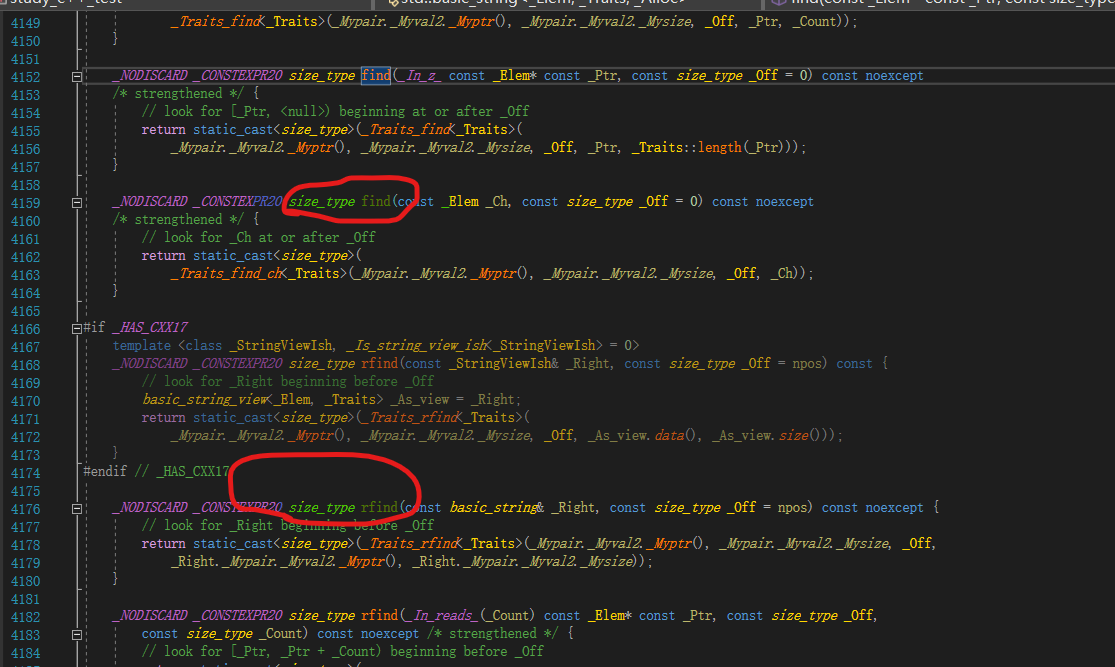 study_c++_test std::basic_string<_Elem, _Traits, _Alloc> find(const _Elem * const _Ptr, const size_type
4149 _Traits_find<_Traits>(_Mypair._Myval2._Myptr(), _Mypair._Myval2._Mysize, _Off, _Ptr, _Count));
4150 }
4151
4152 _NODISCARD _CONSTEXPR20 size_type find(_In_z_ const _Elem* const _Ptr, const size_type _Off = 0) const noexcept
4153 /* strengthened */ {
4154 // look for [_Ptr, <null>) beginning at or after _Off
4155 return static_cast<size_type>(_Traits_find<_Traits>(
4156 _Mypair._Myval2._Myptr(), _Mypair._Myval2._Mysize, _Off, _Ptr, _Traits::length(_Ptr)));
4157 }
4158
4159 _NODISCARD _CONSTEXPR20 size_type find(const _Elem _Ch, const size_type _Off = 0) const noexcept
4160 /* strengthened */ {
4161 // look for _Ch at or after _Off
4162 return static_cast<size_type>(
4163 _Traits_find_ch<_Traits>(_Mypair._Myval2._Myptr(), _Mypair._Myval2._Mysize, _Off, _Ch));
4164 }
4165
4166 #if _HAS_CXX17
4167 template <class _StringViewIsh, _Is_string_view_ish<_StringViewIsh> = 0>
4168 _NODISCARD _CONSTEXPR20 size_type rfind(const _StringViewIsh& _Right, const size_type _Off = npos) const {
4169 // look for _Right beginning before _Off
4170 basic_string_view<_Elem, _Traits> _As_view = _Right;
4171 return static_cast<size_type>(_Traits_rfind<_Traits>(
4172 _Mypair._Myval2._Myptr(), _Mypair._Myval2._Mysize, _Off, _As_view.data(), _As_view.size()));
4173 }
4174 #endif // _HAS_CXX17
4175
4176 _NODISCARD _CONSTEXPR20 size_type rfind(const basic_string& _Right, const size_type _Off = npos) const noexcept {
4177 // look for _Right beginning before _Off
4178 return static_cast<size_type>(_Traits_rfind<_Traits>(_Mypair._Myval2._Myptr(), _Mypair._Myval2._Mysize, _Off,
4179 _Right._Mypair._Myval2._Myptr(), _Right._Mypair._Myval2._Mysize));
4180 }
4181
4182 _NODISCARD _CONSTEXPR20 size_type rfind(_In_reads_(_Count) const _Elem* const _Ptr, const size_type _Off,
4183 const size_type _Count) const noexcept /* strengthened */ {
4184 // look for [_Ptr, _Ptr + _Count) beginning before _Off